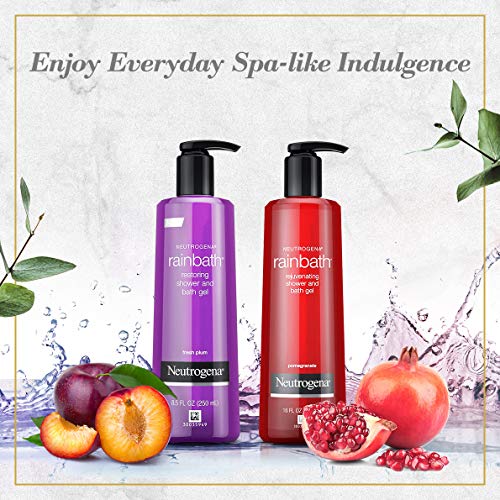 Enjoy Everyday Spa-like Indulgence
NEUTROGENA®
rainbath®
restoring
shower and
bath gel
fresh plum
Neutrogena®
8.5 FL OZ (250 mL)
30035949
NEUTROGENA®
rainbath®
rejuvenating
shower and
bath gel
pomegranate
Neutrogena®
16 FL OZ